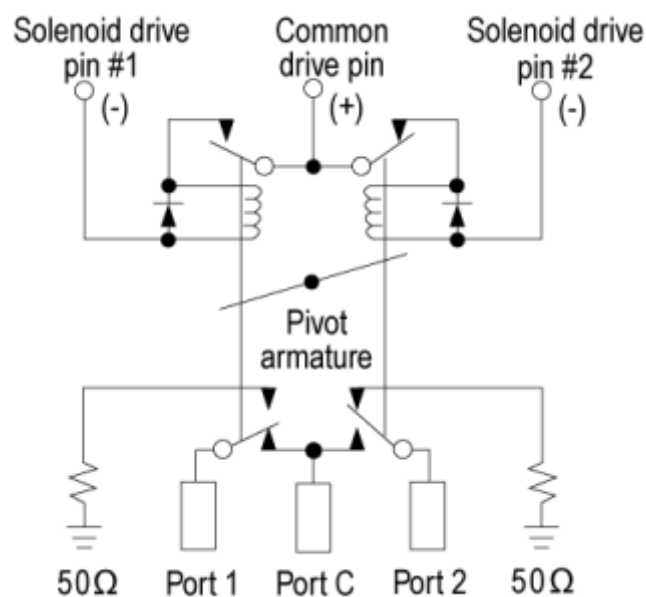 Solenoid drive
pin #1
(-)
Common
drive pin
(+)
Solenoid drive
pin #2
(-)
Pivot
armature
50Ω
Port 1
Port C
Port 2
50Ω